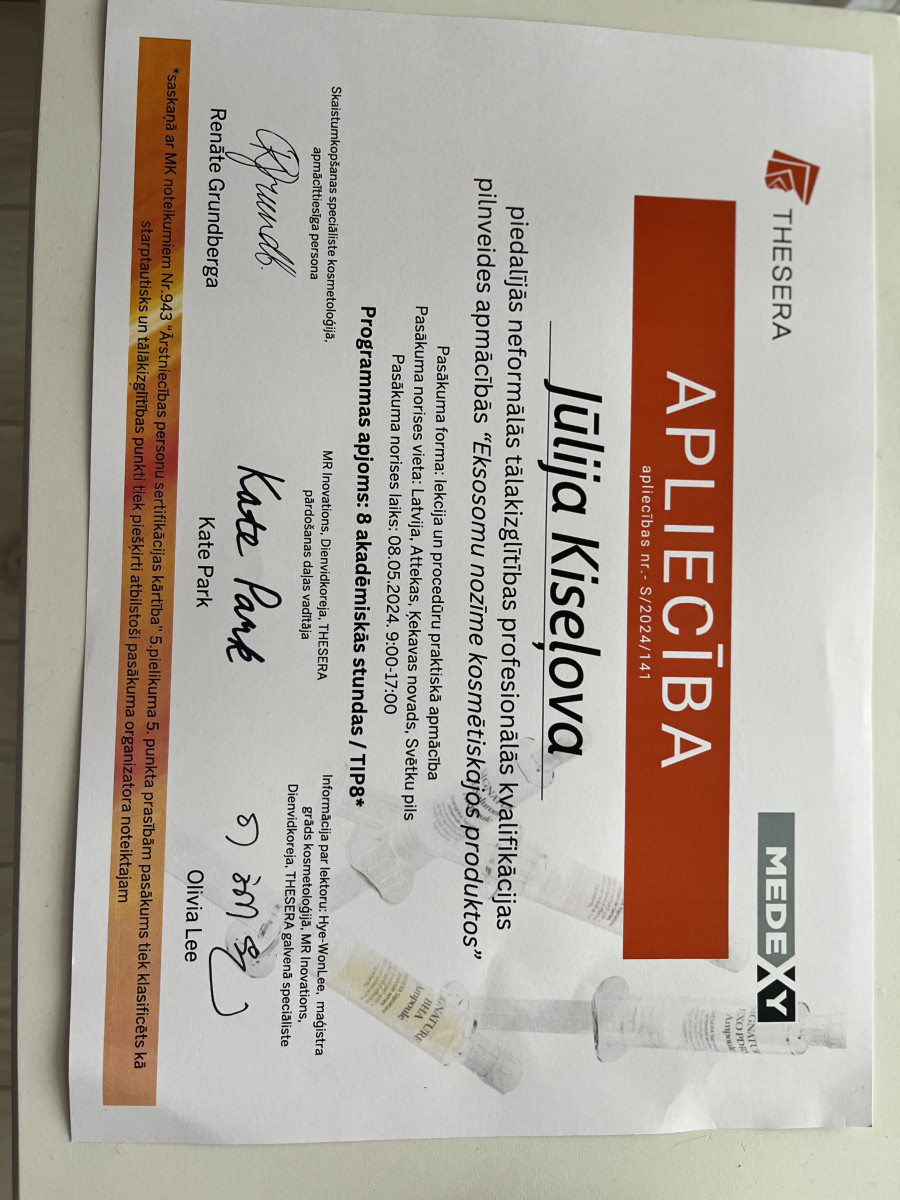 THESERA
MEDEXY
APLIECĪBA
apliecības nr.- S/2024/141
Jūlija Kiseļova
piedalījās neformālās tālakizglītības profesionālās kvalifikācijas
pilnveides apmācībās “Eksosomu nozīme kosmētiskajos produktos”
Pasākuma forma: lekcija un procedūru praktiskā apmācība
Pasākuma norises vieta: Latvija, Attekas, Ķekavas novads, Svētku pils
Pasākuma norises laiks: 08.05.2024. 9:00-17:00
Programmas apjoms: 8 akadēmiskās stundas / TIP8*
Skaistumkopšanas speciāliste kosmetoloģijā,
apmācīttiesīga persona
Renāte Grundberga
MR Inovations, Dienvidkoreja, THESERA
pārdošanas daļas vadītāja
Kate Park
Kate Park
Informācija par lektoru: Hye-WonLee, maģistra
grāds kosmetoloģijā, MR Inovations,
Dienvidkoreja, THESERA galvenā speciāliste
Olivia Lee
*saskaņā ar MK noteikumiem Nr.943 “Ārstniecības personu sertifikācijas kārtība” 5.pielikuma 5. punkta prasībām pasākums tiek klasificēts kā
starptautisks un tālākizglītības punkti tiek piešķirti atbilstoši pasākuma organizatora noteiktajam